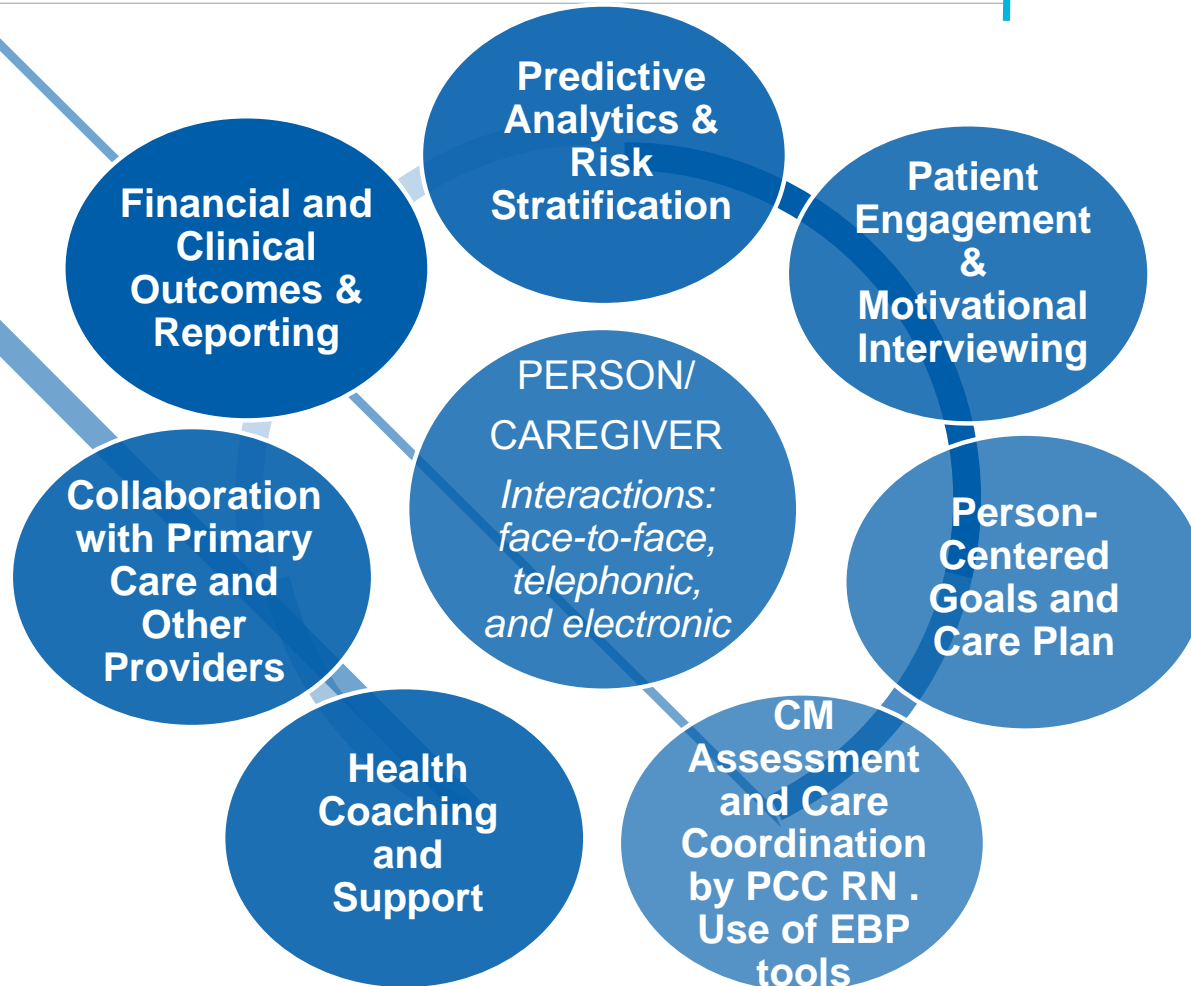 Predictive
Analytics &
Risk
Stratification
Patient
Engagement
&
Motivational
Interviewing
Person-
Centered
Goals and
Care Plan
CM
Assessment
and Care
Coordination
by PCC RN .
Use of EBP
tools
Health
Coaching
and
Support
Collaboration
with Primary
Care and
Other
Providers
Financial and
Clinical
Outcomes &
Reporting
PERSON/
CAREGIVER
Interactions:
face-to-face,
telephonic,
and electronic